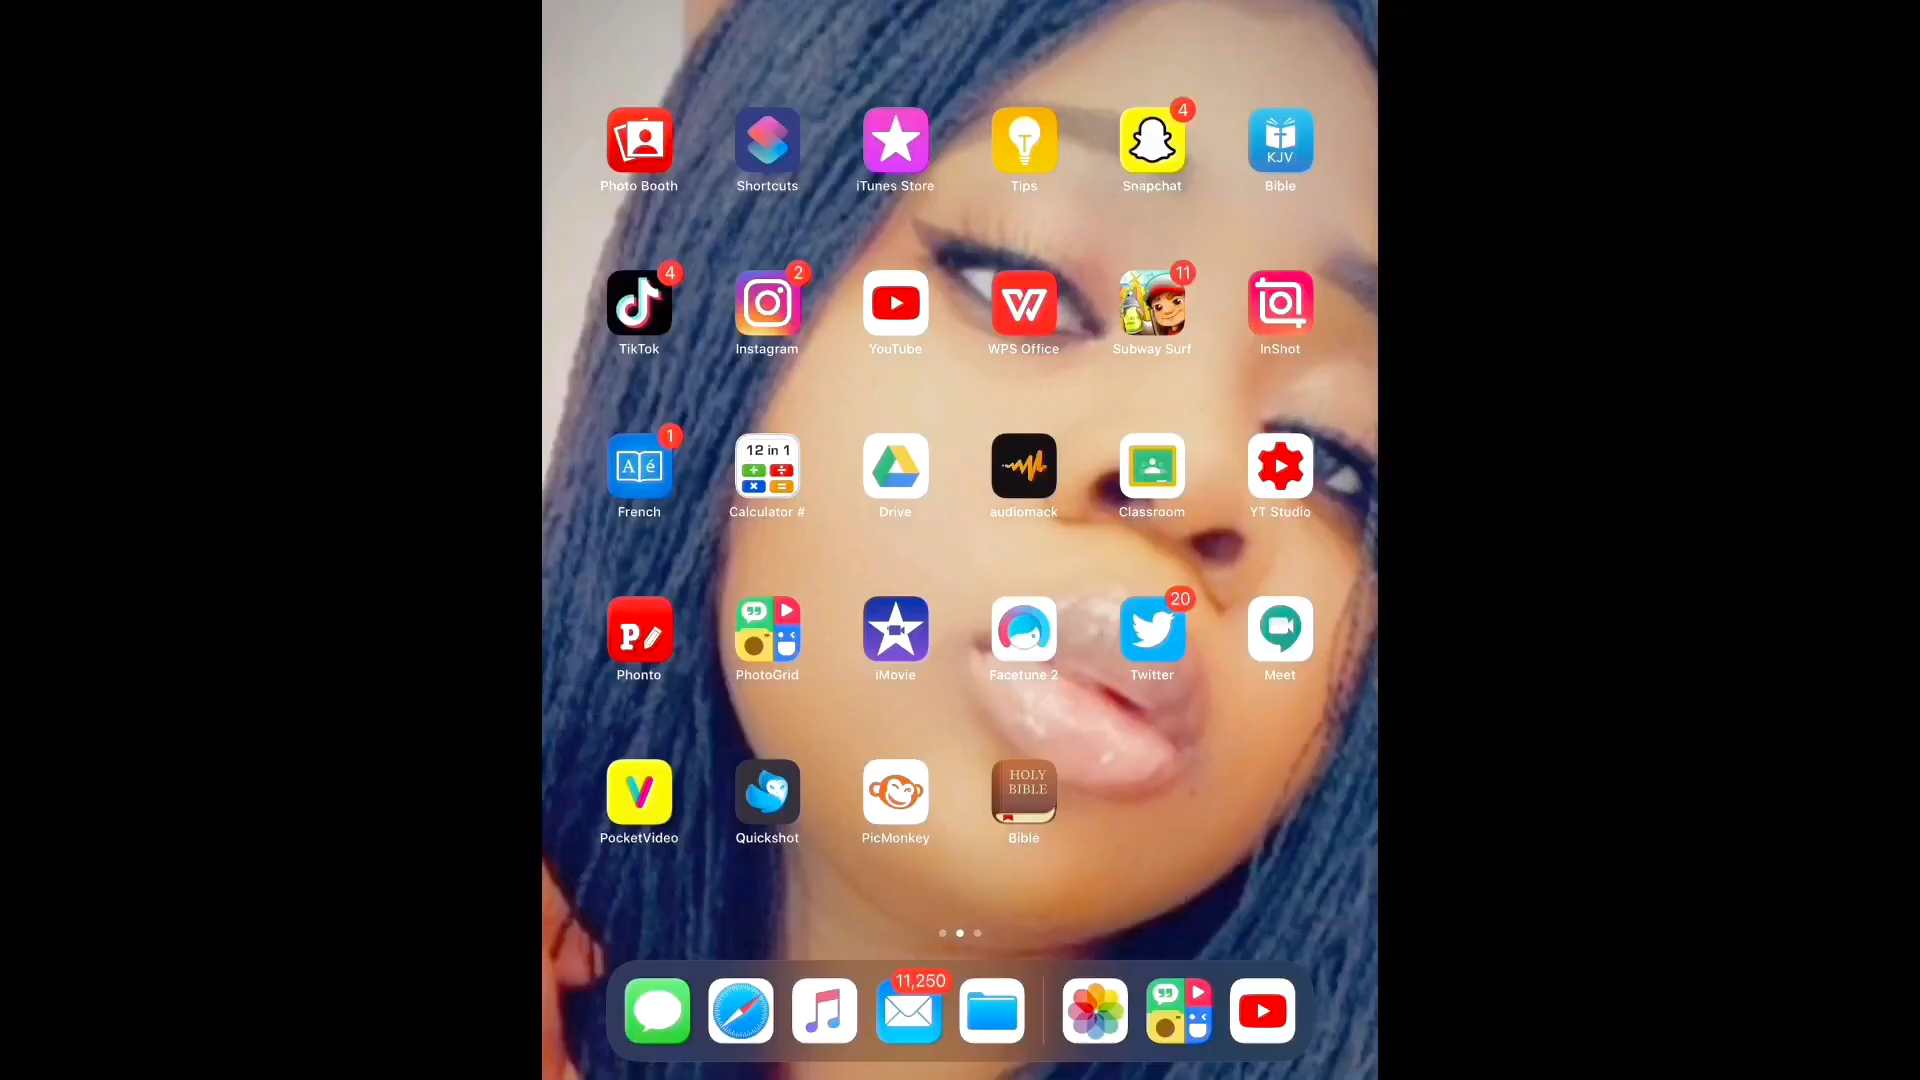 4
KJV
Photo Booth Shortcuts iTunes Store Tips Snapchat Bible
4 2 11
TikTok Instagram YouTube WPS Office Subway Surf InShot
1
A é 12 in 1
French Calculator # Drive audiomack Classroom YT Studio
20
P
Phonto PhotoGrid iMovie Facetune 2 Twitter Meet
HOLY
BIBLE
PocketVideo Quickshot PicMonkey Bible
11,250